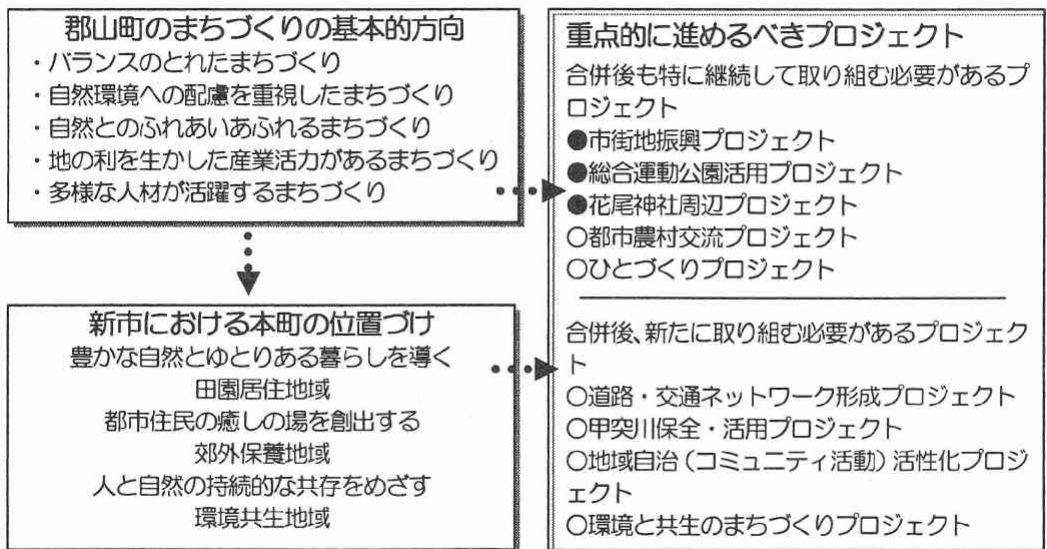 郡山町のまちづくりの基本的方向
・バランスのとれたまちづくり
・自然環境への配慮を重視したまちづくり
・自然とのふれあいあふれるまちづくり
・地の利を生かした産業活力があるまちづくり
・多様な人材が活躍するまちづくり
新市における本町の位置づけ
豊かな自然とゆとりある暮らしを導く
田園居住地域
都市住民の癒しの場を創出する
郊外保養地域
人と自然の持続的な共存をめざす
環境共生地域
重点的に進めるべきプロジェクト
合併後も特に継続して取り組む必要があるプ
ロジェクト
●市街地振興プロジェクト
●総合運動公園活用プロジェクト
●花尾神社周辺プロジェクト
○都市農村交流プロジェクト
○ひとづくりプロジェクト
合併後、新たに取り組む必要があるプロジェク
ト
○道路・交通ネットワーク形成プロジェクト
○甲突川保全・活用プロジェクト
○地域自治（コミュニティ活動）活性化プロジ
ェクト
○環境と共生のまちづくりプロジェクト